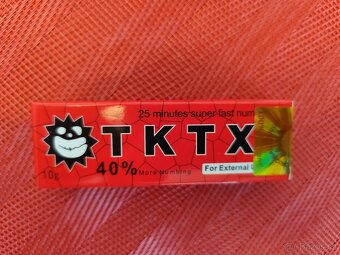 25 minutes super fast num
TKTX
40%
More Numbing
For External
10g